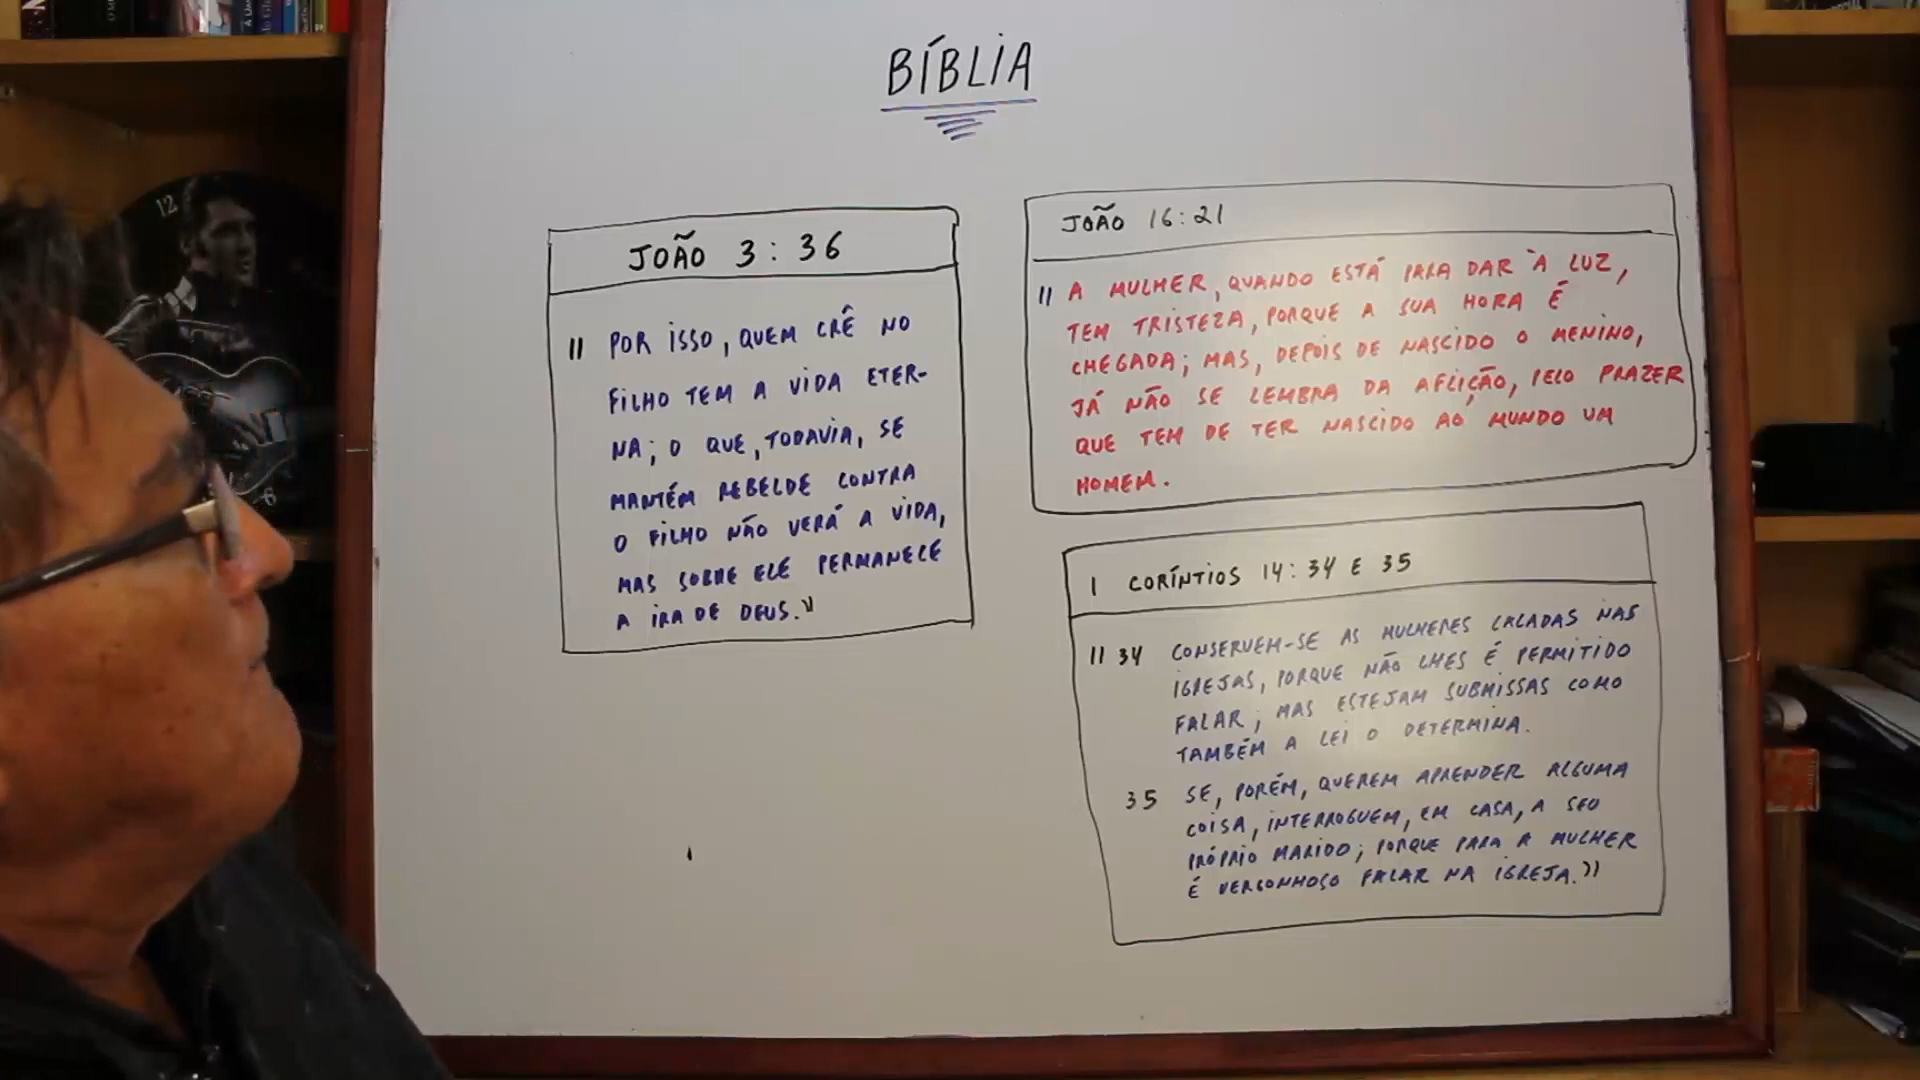 BÍBLIA
JOÃO 3:36
" POR ISSO, QUEM CRÊ NO
FILHO TEM A VIDA ETER-
NA; O QUE, TODAVIA, SE
MANTÉM REBELDE CONTRA
O FILHO NÃO VERÁ A VIDA,
MAS SOBRE ELE PERMANECE
A IRA DE DEUS."
JOÃO 16:21
" A MULHER, QUANDO ESTÁ PARA DAR À LUZ,
TEM TRISTEZA, PORQUE A SUA HORA É
CHEGADA; MAS, DEPOIS DE NASCIDO O MENINO,
JÁ NÃO SE LEMBRA DA AFLIÇÃO, PELO PRAZER
QUE TEM DE TER NASCIDO AO MUNDO UM
HOMEM.
I CORÍNTIOS 14:34 E 35
" 34 CONSERVEM-SE AS MULHERES CALADAS NAS
IGREJAS, PORQUE NÃO LHES É PERMITIDO
FALAR; MAS ESTEJAM SUBMISSAS COMO
TAMBÉM A LEI O DETERMINA.
35 SE, PORÉM, QUEREM APRENDER ALGUMA
COISA, INTERROGUEM, EM CASA, A SEU
PRÓPRIO MARIDO; PORQUE PARA A MULHER
É VERGONHOSO FALAR NA IGREJA."
12
6